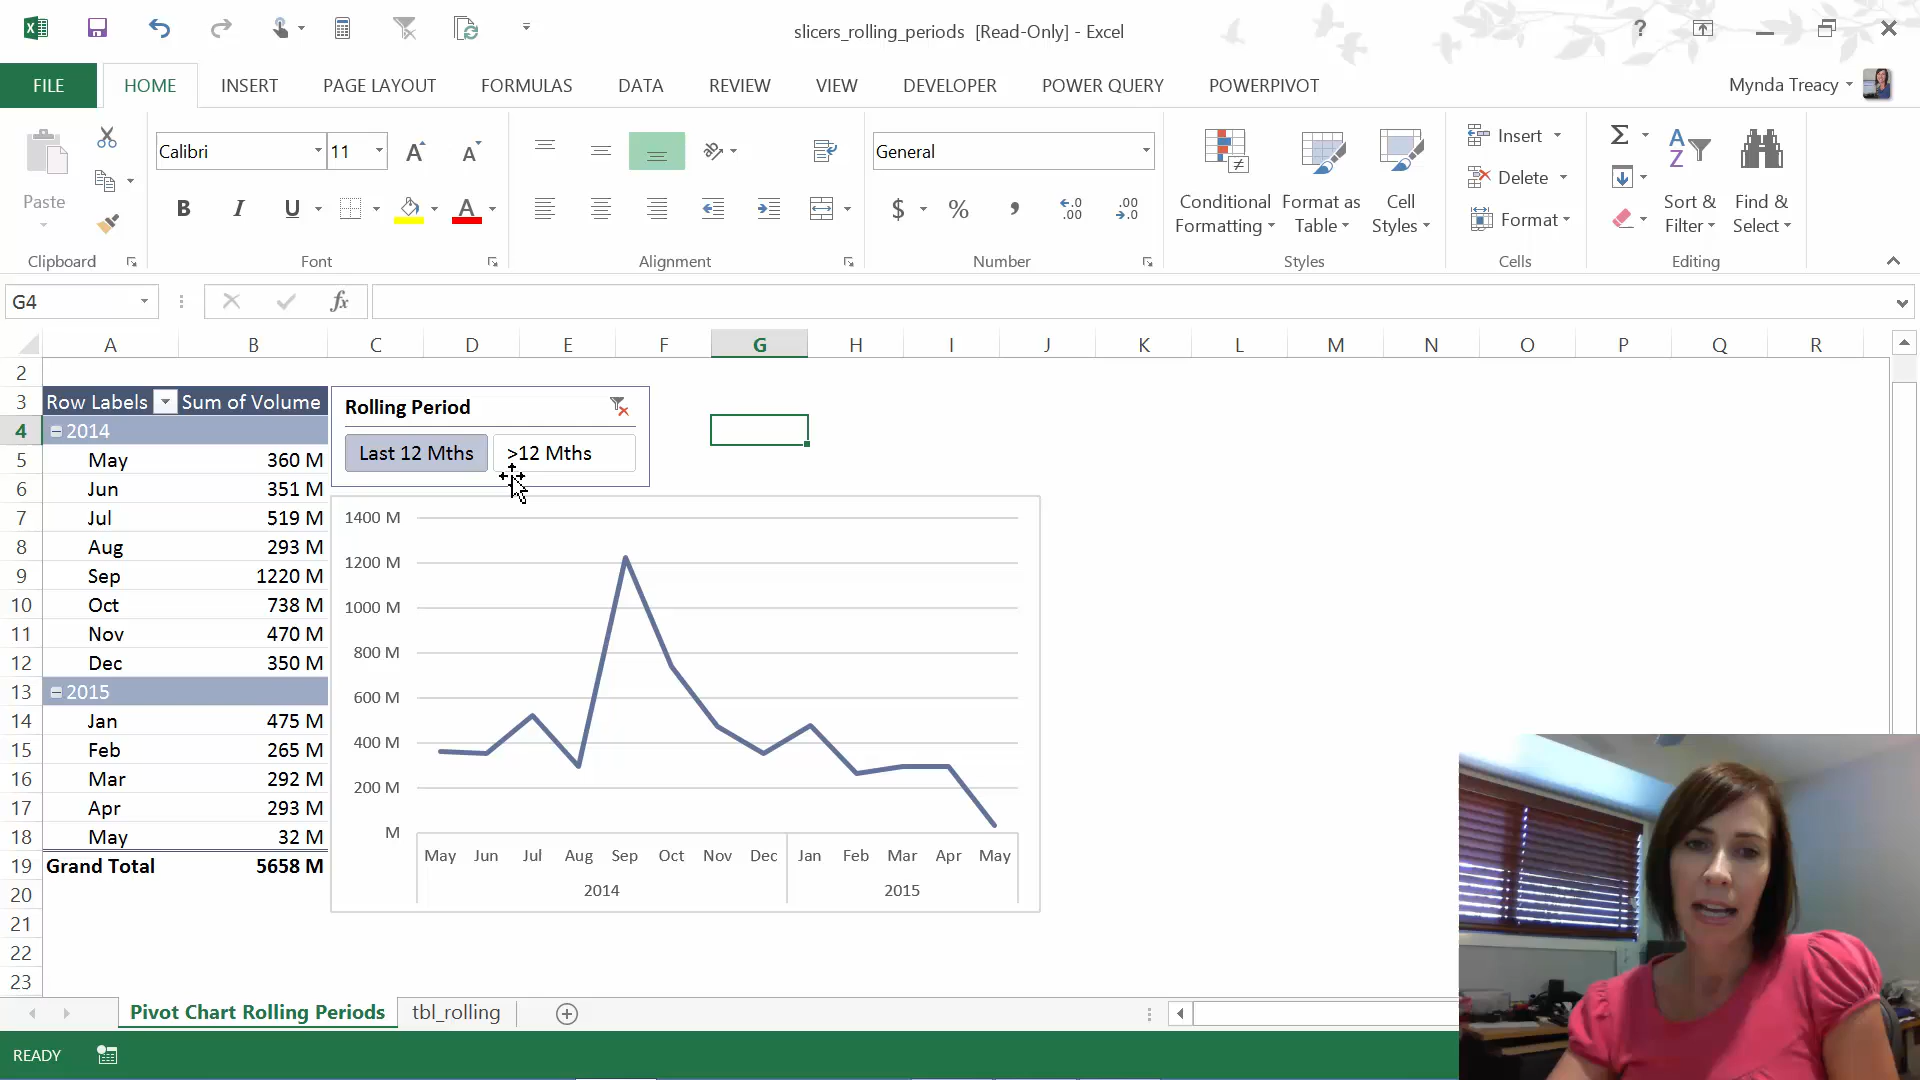 slicers_rolling_periods [Read-Only] - Excel
?
FILE HOME INSERT PAGE LAYOUT FORMULAS DATA REVIEW VIEW DEVELOPER POWER QUERY POWERPIVOT Mynda Treacy
Paste
Clipboard
Calibri 11 A A
B I U A
Font
ab
Alignment
General
$ % , ←.0 .00 .00 →.0
Number
Conditional Formatting
Format as Table
Cell Styles
Styles
Insert
Delete
Format
Cells
Σ A Z
Sort & Filter
Find & Select
Editing
G4 fx
A B C D E F G H I J K L M N O P Q R
2
3 Row Labels Sum of Volume
4 2014
5 May 360 M
6 Jun 351 M
7 Jul 519 M
8 Aug 293 M
9 Sep 1220 M
10 Oct 738 M
11 Nov 470 M
12 Dec 350 M
13 2015
14 Jan 475 M
15 Feb 265 M
16 Mar 292 M
17 Apr 293 M
18 May 32 M
19 Grand Total 5658 M
20
21
22
23
Rolling Period
Last 12 Mths >12 Mths
1400 M
1200 M
1000 M
800 M
600 M
400 M
200 M
M
May Jun Jul Aug Sep Oct Nov Dec Jan Feb Mar Apr May
2014 2015
Pivot Chart Rolling Periods tbl_rolling
READY